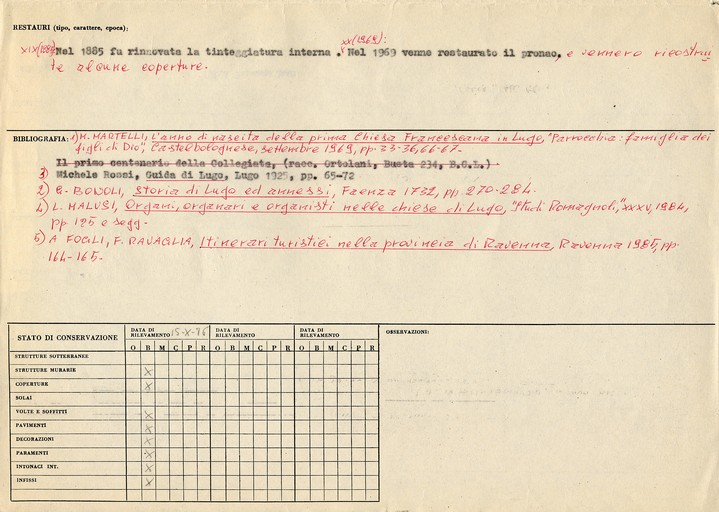 RESTAURI (tipo, carattere, epoca):
XX (1969):
XIX (1885) Nel 1885 fu rinnovata la tinteggiatura interna . Nel 1969 venne restaurato il pronao, e vennero ricostrui
te alcune coperture.
BIBLIOGRAFIA: 1) M. MARTELLI, L'anno di nascita della prima Chiesa Francescana in Lugo, "Parrocchia: famiglia dei
figli di Dio", Castelbolognese, settembre 1969, pp. 33-36, 66-67.
Il primo centenario della Collegiata, (racc. Ortolani, Busta 234, B.C.L.)
3) Michele Rossi, Guida di Lugo, Lugo 1925, pp. 65-72
2) G. BONOLI, Storia di Lugo ed annessi, Faenza 1732, pp. 270-284.
4) L. MALUSI, Organi, organari e organisti nelle chiese di Lugo, "Studi Romagnoli", XXXV, 1984,
pp. 125 e segg.
5) A FOGLI, F. RAVAGLIA, Itinerari turistici nella provincia di Ravenna, Ravenna 1985, pp.
164-165.
STATO DI CONSERVAZIONE
DATA DI RILEVAMENTO 15-X-76
DATA DI RILEVAMENTO
DATA DI RILEVAMENTO
OSSERVAZIONI:
O B M C P R O B M C P R O B M C P R
STRUTTURE SOTTERRANEE
STRUTTURE MURARIE X
COPERTURE X
SOLAI
VOLTE E SOFFITTI X
PAVIMENTI X
DECORAZIONI X
PARAMENTI X
INTONACI INT. X
INFISSI X